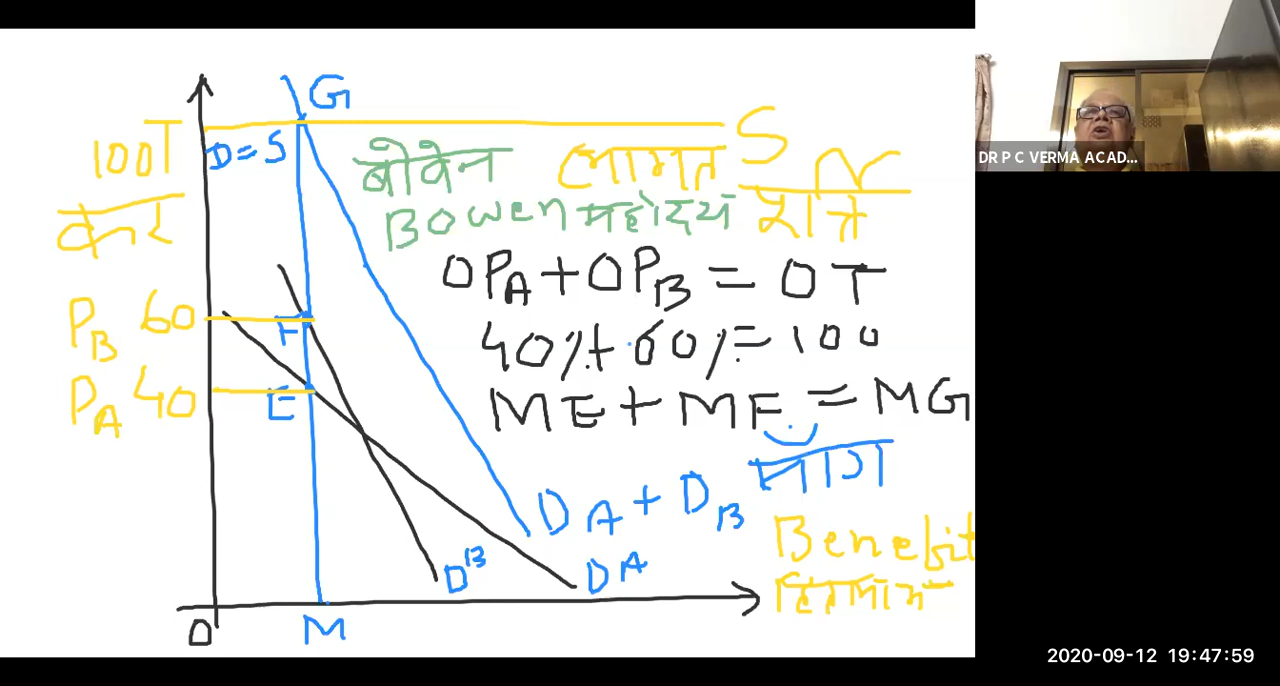 G
100T
D=S
S
कर
बोवेन
लागत
Bowen महोदय
OPA+OPB=OT
PB 60
F
40%+60%=100
PA 40
E
ME+MF=MG
DA+DB माँग
Benefit
DB
DA
O
M
DR P C VERMA ACAD...
2020-09-12 19:47:59